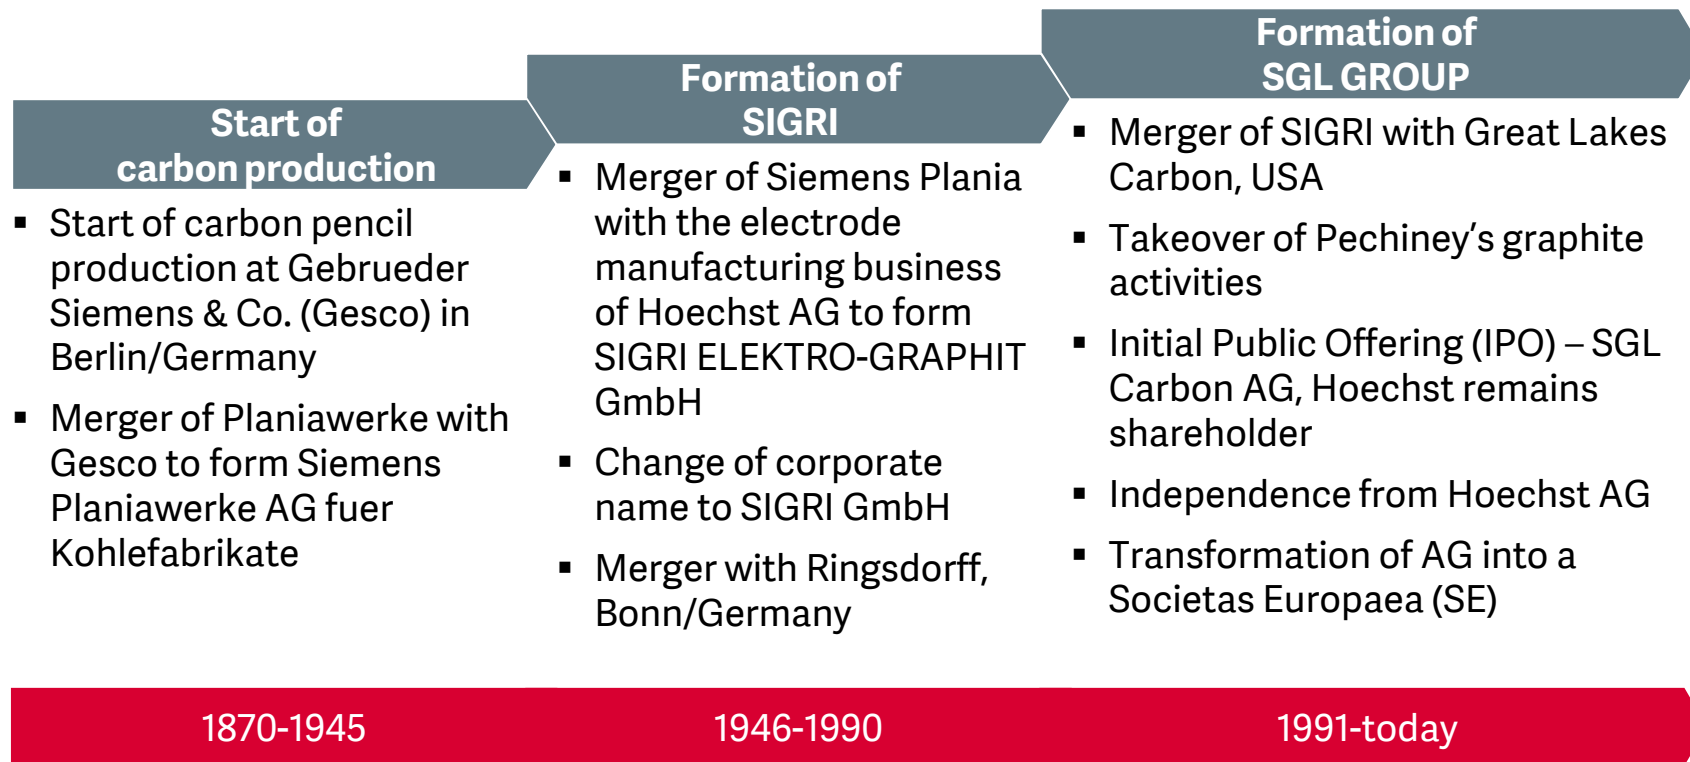 Start of
carbon production
▪ Start of carbon pencil
production at Gebrueder
Siemens & Co. (Gesco) in
Berlin/Germany
▪ Merger of Planiawerke with
Gesco to form Siemens
Planiawerke AG fuer
Kohlefabrikate
1870-1945
Formation of
SIGRI
▪ Merger of Siemens Plania
with the electrode
manufacturing business
of Hoechst AG to form
SIGRI ELEKTRO-GRAPHIT
GmbH
▪ Change of corporate
name to SIGRI GmbH
▪ Merger with Ringsdorff,
Bonn/Germany
1946-1990
Formation of
SGL GROUP
▪ Merger of SIGRI with Great Lakes
Carbon, USA
▪ Takeover of Pechiney’s graphite
activities
▪ Initial Public Offering (IPO) – SGL
Carbon AG, Hoechst remains
shareholder
▪ Independence from Hoechst AG
▪ Transformation of AG into a
Societas Europaea (SE)
1991-today